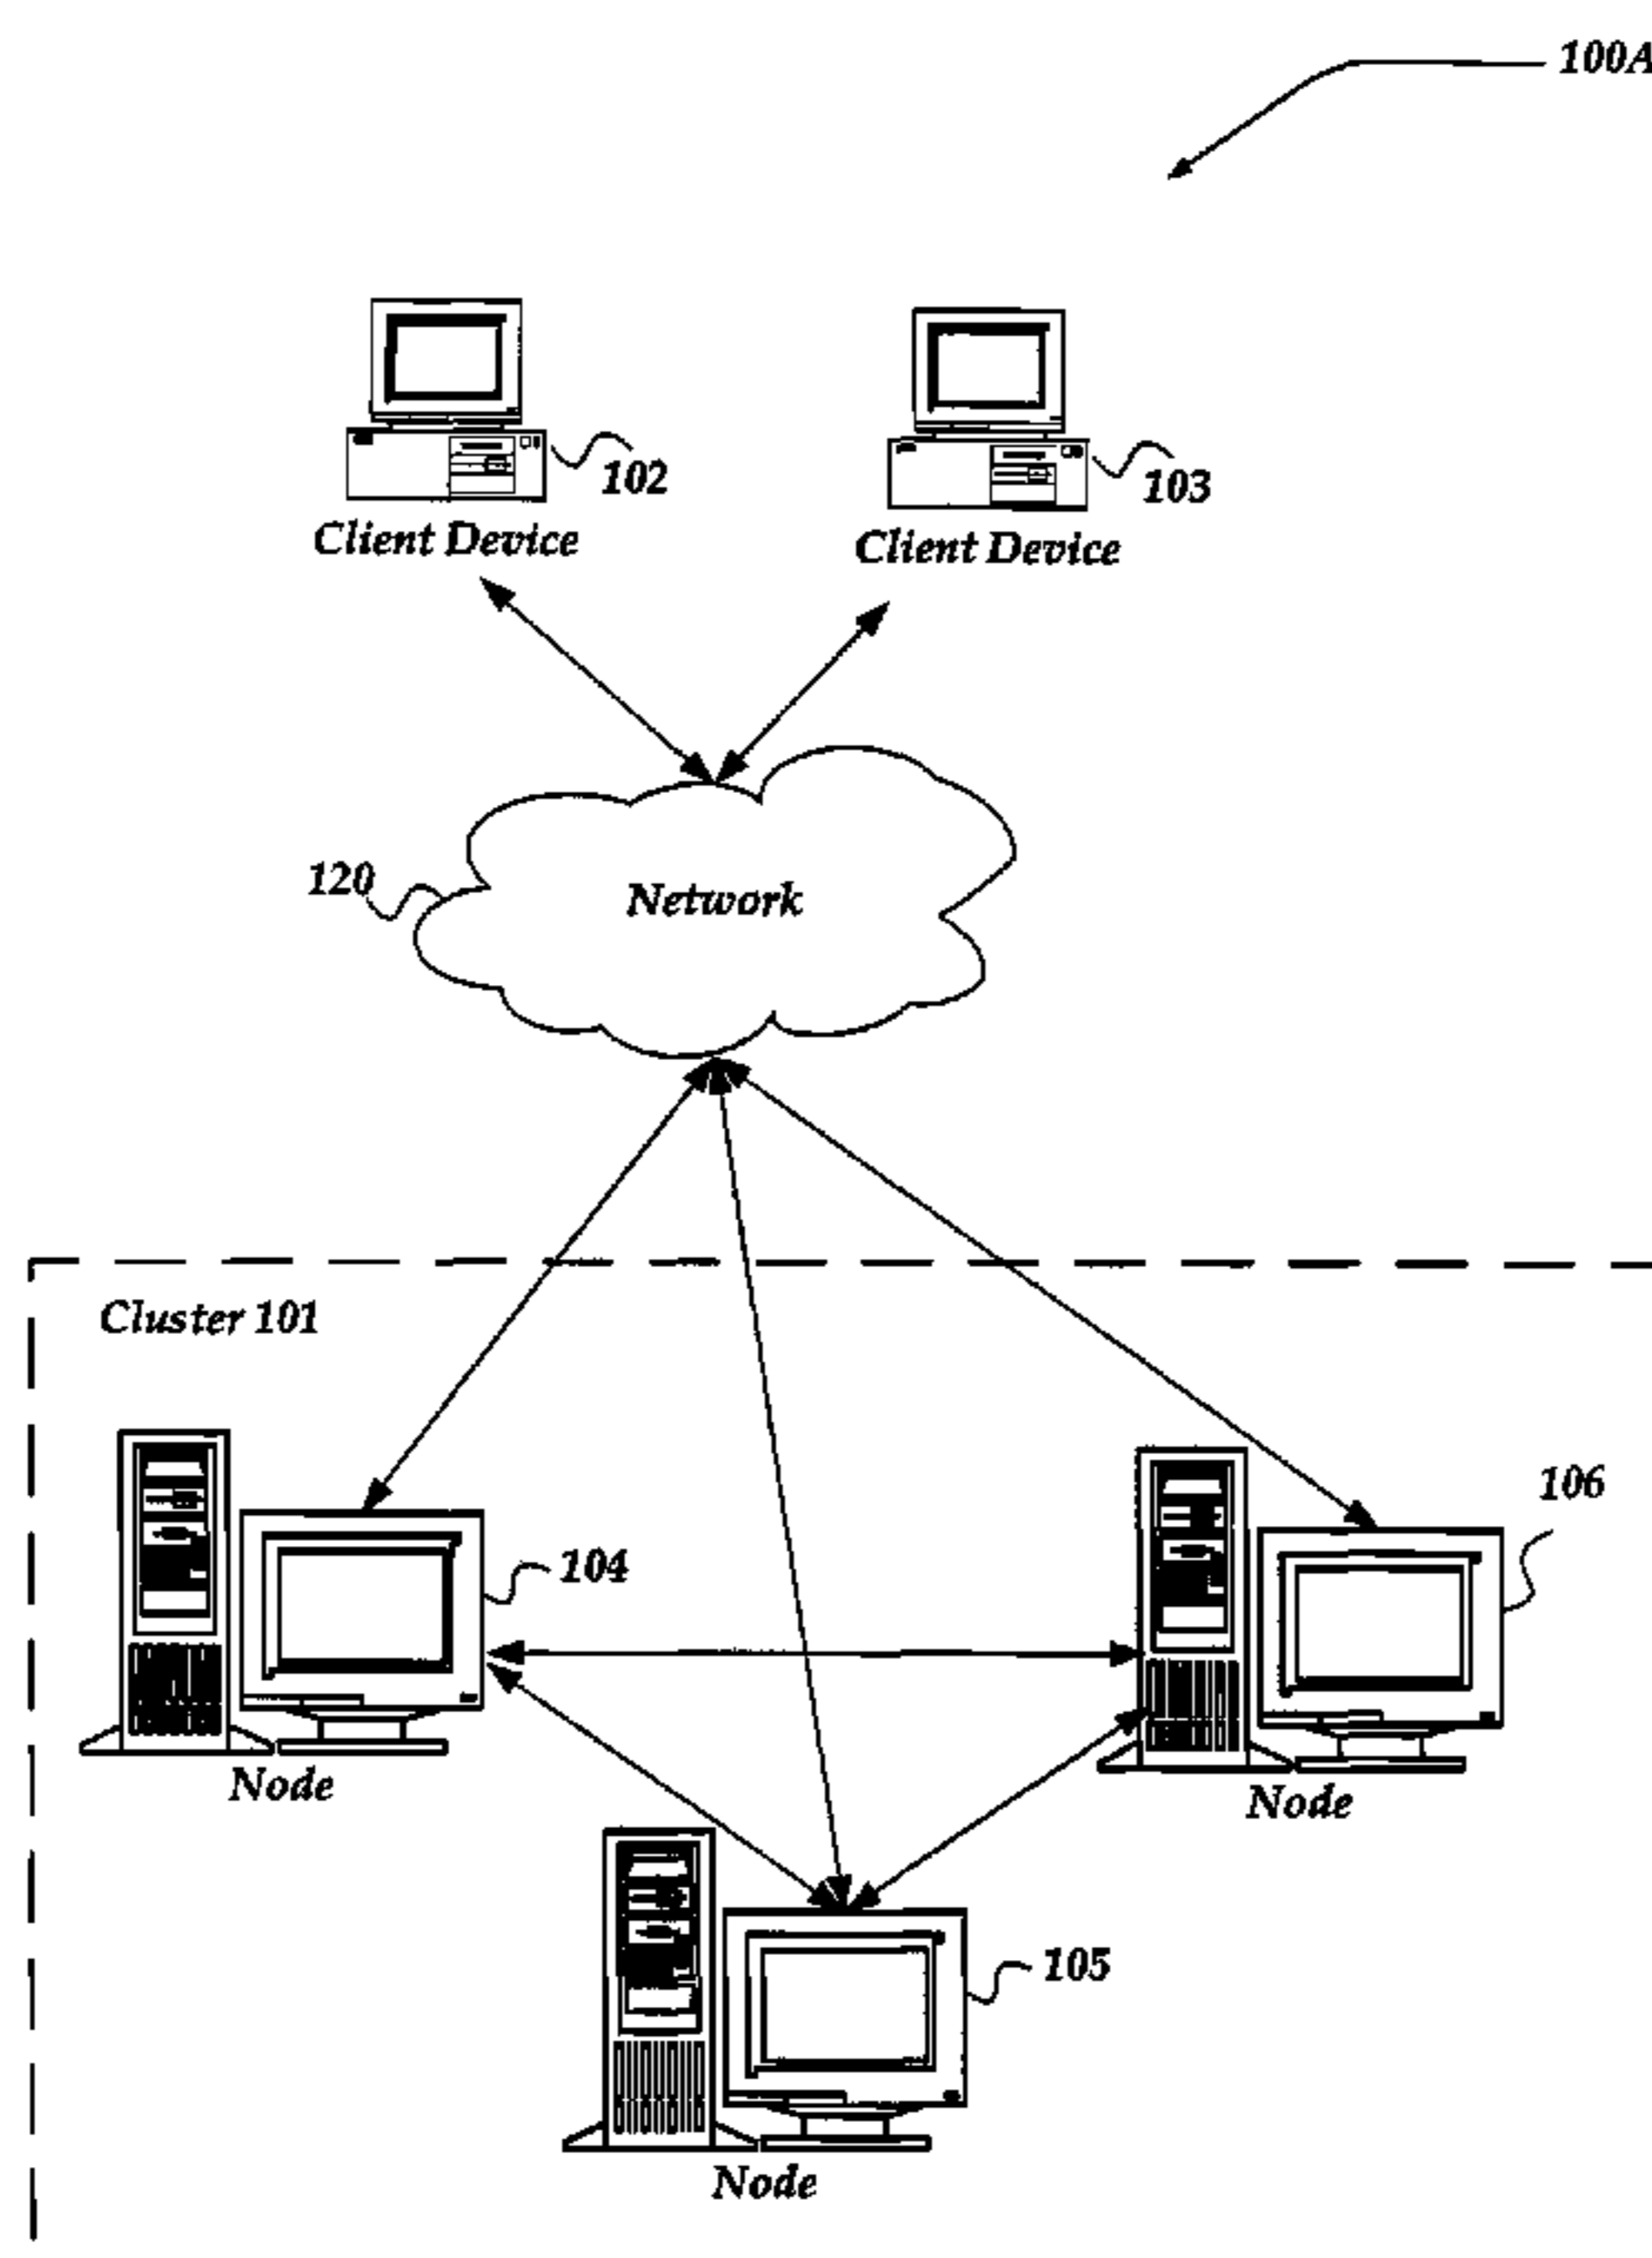 100A
102
Client Device
103
Client Device
120
Network
Cluster 101
106
104
Node
Node
105
Node